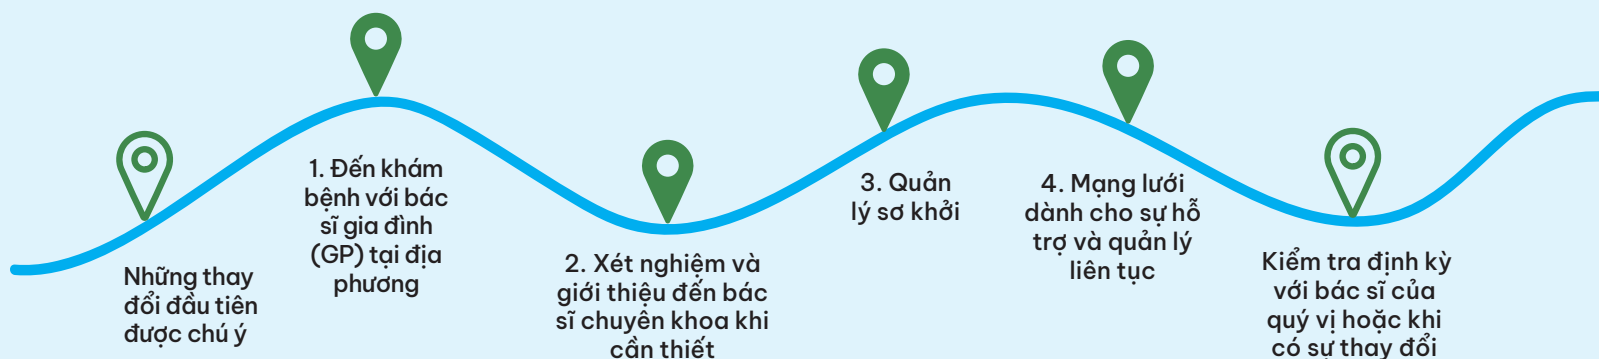 Những thay
đổi đầu tiên
được chú ý
1. Đến khám
bệnh với bác
sĩ gia đình
(GP) tại địa
phương
2. Xét nghiệm và
giới thiệu đến bác
sĩ chuyên khoa khi
cần thiết
3. Quản
lý sơ khởi
4. Mạng lưới
dành cho sự hỗ
trợ và quản lý
liên tục
Kiểm tra định kỳ
với bác sĩ của
quý vị hoặc khi
có sự thay đổi